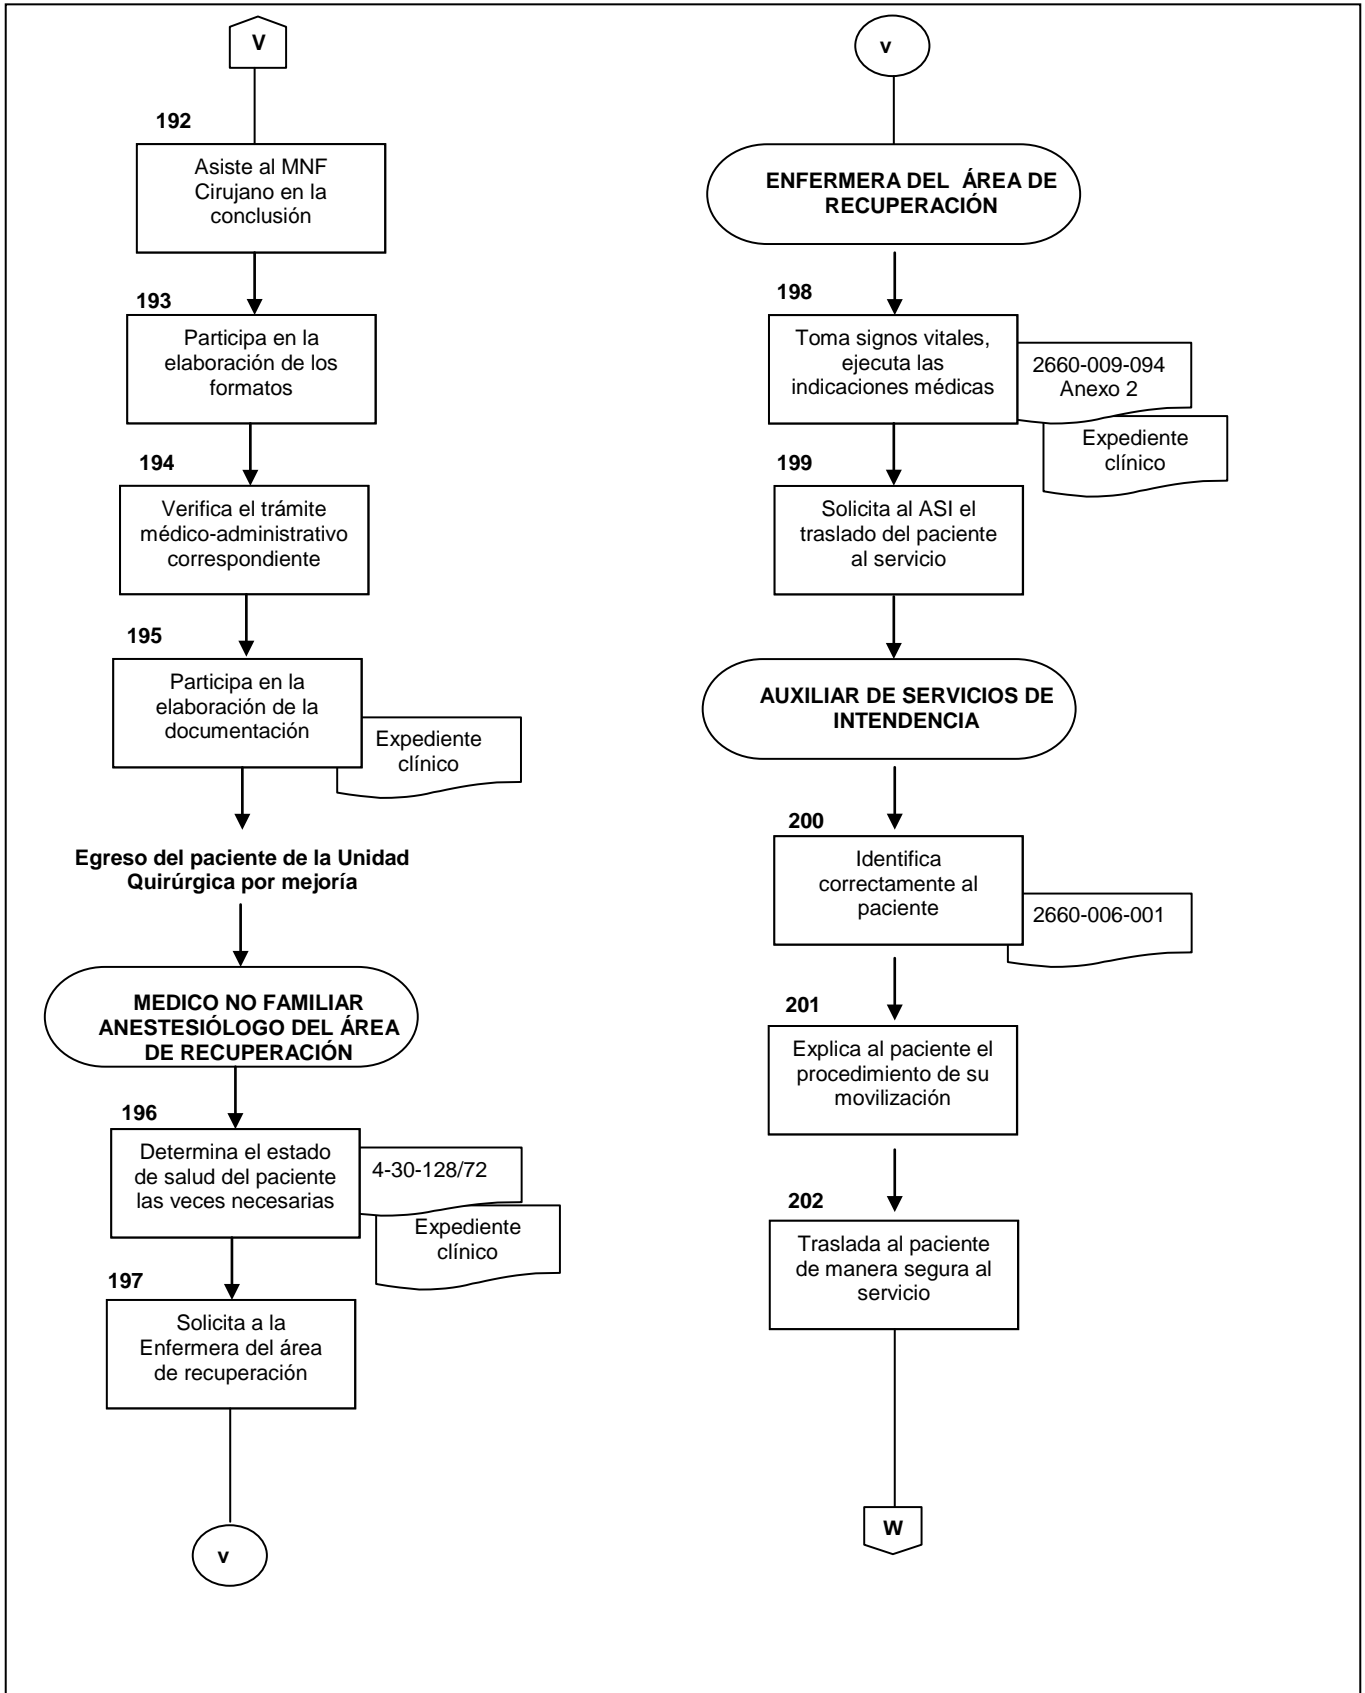 V
192
Asiste al MNF
Cirujano en la
conclusión
193
Participa en la
elaboración de los
formatos
194
Verifica el trámite
médico-administrativo
correspondiente
195
Participa en la
elaboración de la
documentación
Expediente
clínico
Egreso del paciente de la Unidad
Quirúrgica por mejoría
MEDICO NO FAMILIAR
ANESTESIÓLOGO DEL ÁREA
DE RECUPERACIÓN
196
Determina el estado
de salud del paciente
las veces necesarias
4-30-128/72
Expediente
clínico
197
Solicita a la
Enfermera del área
de recuperación
v
v
ENFERMERA DEL ÁREA DE
RECUPERACIÓN
198
Toma signos vitales,
ejecuta las
indicaciones médicas
2660-009-094
Anexo 2
Expediente
clínico
199
Solicita al ASI el
traslado del paciente
al servicio
AUXILIAR DE SERVICIOS DE
INTENDENCIA
200
Identifica
correctamente al
paciente
2660-006-001
201
Explica al paciente el
procedimiento de su
movilización
202
Traslada al paciente
de manera segura al
servicio
W